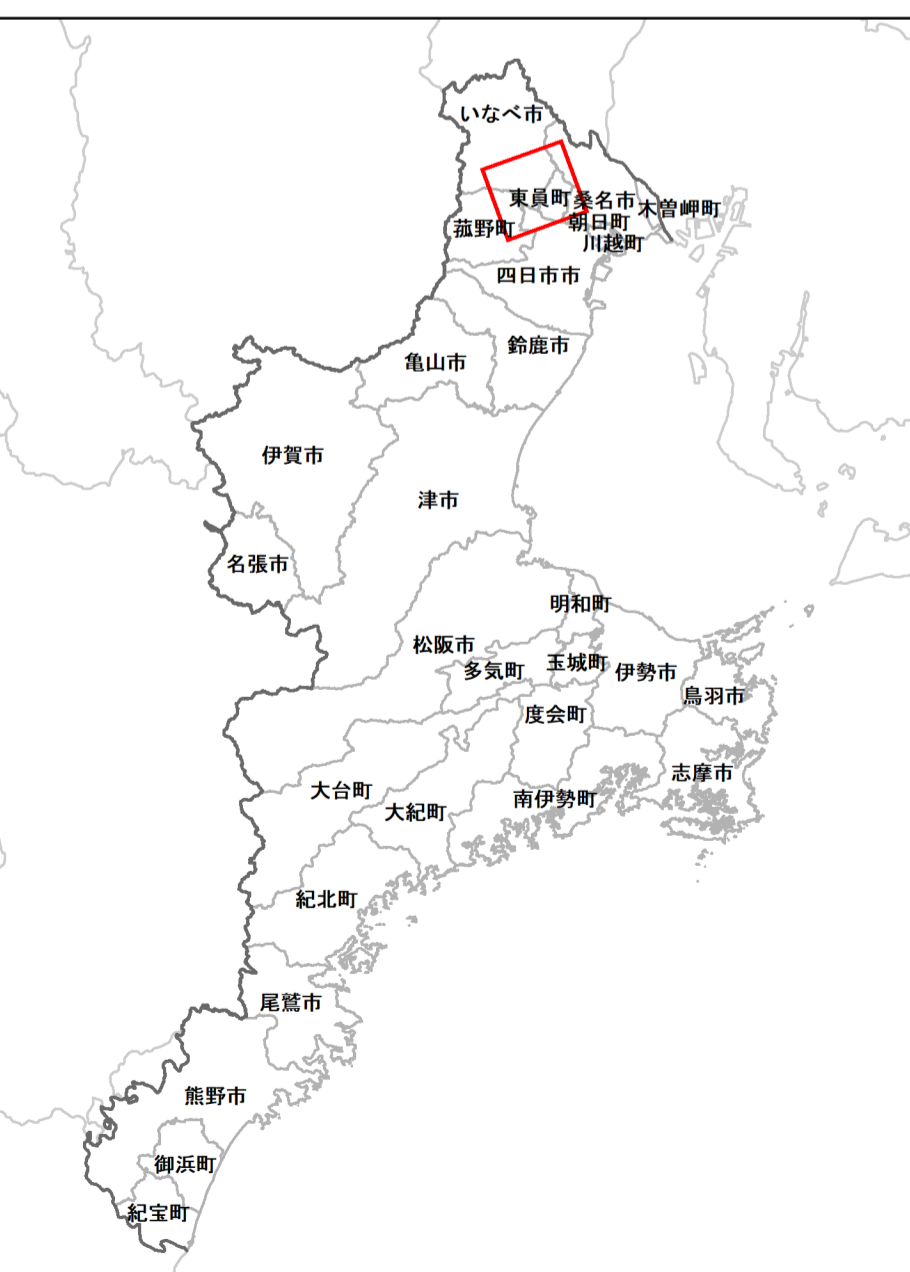 いなべ市
東員町
桑名市
木曽岬町
菰野町
朝日町
川越町
四日市市
鈴鹿市
亀山市
伊賀市
津市
名張市
明和町
松阪市
多気町
玉城町
伊勢市
鳥羽市
度会町
志摩市
大台町
南伊勢町
大紀町
紀北町
尾鷲市
熊野市
御浜町
紀宝町